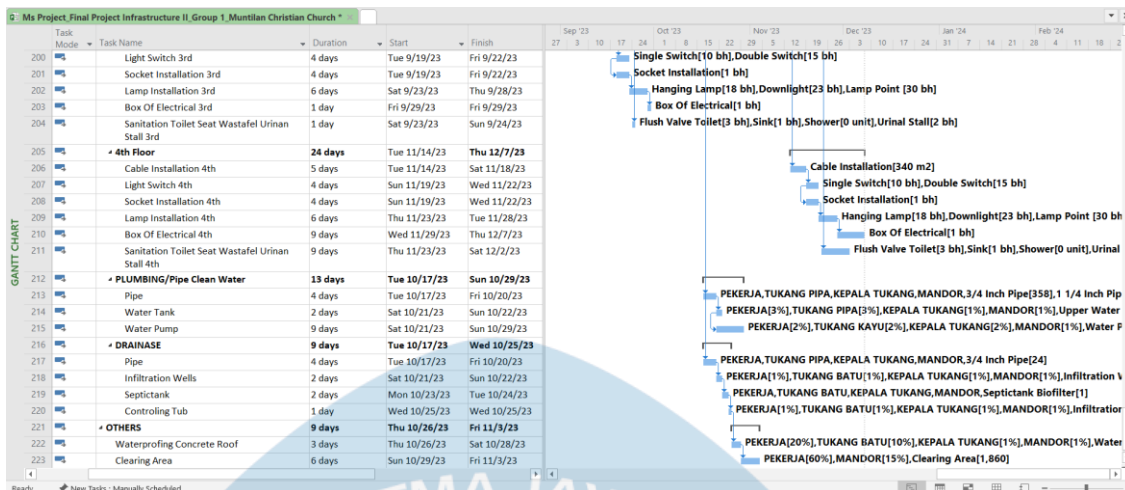 Ms Project_Final Project Infrastructure II_Group 1_Muntilan Christian Church *
Task Mode Task Name Duration Start Finish
Sep '23 Oct '23 Nov '23 Dec '23 Jan '24 Feb '24
27 3 10 17 24 1 8 15 22 29 5 12 19 26 3 10 17 24 31 7 14 21 28 4 11 18
200 Light Switch 3rd 4 days Tue 9/19/23 Fri 9/22/23 Single Switch[10 bh],Double Switch[15 bh]
201 Socket Installation 3rd 4 days Tue 9/19/23 Fri 9/22/23 Socket Installation[1 bh]
202 Lamp Installation 3rd 6 days Sat 9/23/23 Thu 9/28/23 Hanging Lamp[18 bh],Downlight[23 bh],Lamp Point [30 bh]
203 Box Of Electrical 3rd 1 day Fri 9/29/23 Fri 9/29/23 Box Of Electrical[1 bh]
204 Sanitation Toilet Seat Wastafel Urinan Stall 3rd 1 day Sat 9/23/23 Sun 9/24/23 Flush Valve Toilet[3 bh],Sink[1 bh],Shower[0 unit],Urinal Stall[2 bh]
205 4th Floor 24 days Tue 11/14/23 Thu 12/7/23
206 Cable Installation 4th 5 days Tue 11/14/23 Sat 11/18/23 Cable Installation[340 m2]
207 Light Switch 4th 4 days Sun 11/19/23 Wed 11/22/23 Single Switch[10 bh],Double Switch[15 bh]
208 Socket Installation 4th 4 days Sun 11/19/23 Wed 11/22/23 Socket Installation[1 bh]
209 Lamp Installation 4th 6 days Thu 11/23/23 Tue 11/28/23 Hanging Lamp[18 bh],Downlight[23 bh],Lamp Point [30 bh
210 Box Of Electrical 4th 9 days Wed 11/29/23 Thu 12/7/23 Box Of Electrical[1 bh]
211 Sanitation Toilet Seat Wastafel Urinan Stall 4th 9 days Thu 11/23/23 Sat 12/2/23 Flush Valve Toilet[3 bh],Sink[1 bh],Shower[0 unit],Urinal
212 PLUMBING/Pipe Clean Water 13 days Tue 10/17/23 Sun 10/29/23
213 Pipe 4 days Tue 10/17/23 Fri 10/20/23 PEKERJA,TUKANG PIPA,KEPALA TUKANG,MANDOR,3/4 Inch Pipe[358],1 1/4 Inch Pip
214 Water Tank 2 days Sat 10/21/23 Sun 10/22/23 PEKERJA[3%],TUKANG PIPA[3%],KEPALA TUKANG[1%],MANDOR[1%],Upper Water
215 Water Pump 9 days Sat 10/21/23 Sun 10/29/23 PEKERJA[2%],TUKANG KAYU[2%],KEPALA TUKANG[2%],MANDOR[1%],Water P
216 DRAINASE 9 days Tue 10/17/23 Wed 10/25/23
217 Pipe 4 days Tue 10/17/23 Fri 10/20/23 PEKERJA,TUKANG PIPA,KEPALA TUKANG,MANDOR,3/4 Inch Pipe[24]
218 Infiltration Wells 2 days Sat 10/21/23 Sun 10/22/23 PEKERJA[1%],TUKANG BATU[1%],KEPALA TUKANG[1%],MANDOR[1%],Infiltration
219 Septictank 2 days Mon 10/23/23 Tue 10/24/23 PEKERJA,TUKANG BATU,KEPALA TUKANG,MANDOR,Septictank Biofilter[1]
220 Controling Tub 1 day Wed 10/25/23 Wed 10/25/23 PEKERJA[1%],TUKANG BATU[1%],KEPALA TUKANG[1%],MANDOR[1%],Infiltration
221 OTHERS 9 days Thu 10/26/23 Fri 11/3/23
222 Waterprofing Concrete Roof 3 days Thu 10/26/23 Sat 10/28/23 PEKERJA[20%],TUKANG BATU[10%],KEPALA TUKANG[1%],MANDOR[1%],Water
223 Clearing Area 6 days Sun 10/29/23 Fri 11/3/23 PEKERJA[60%],MANDOR[15%],Clearing Area[1,860]
GANTT CHART
Ready New Tasks : Manually Scheduled